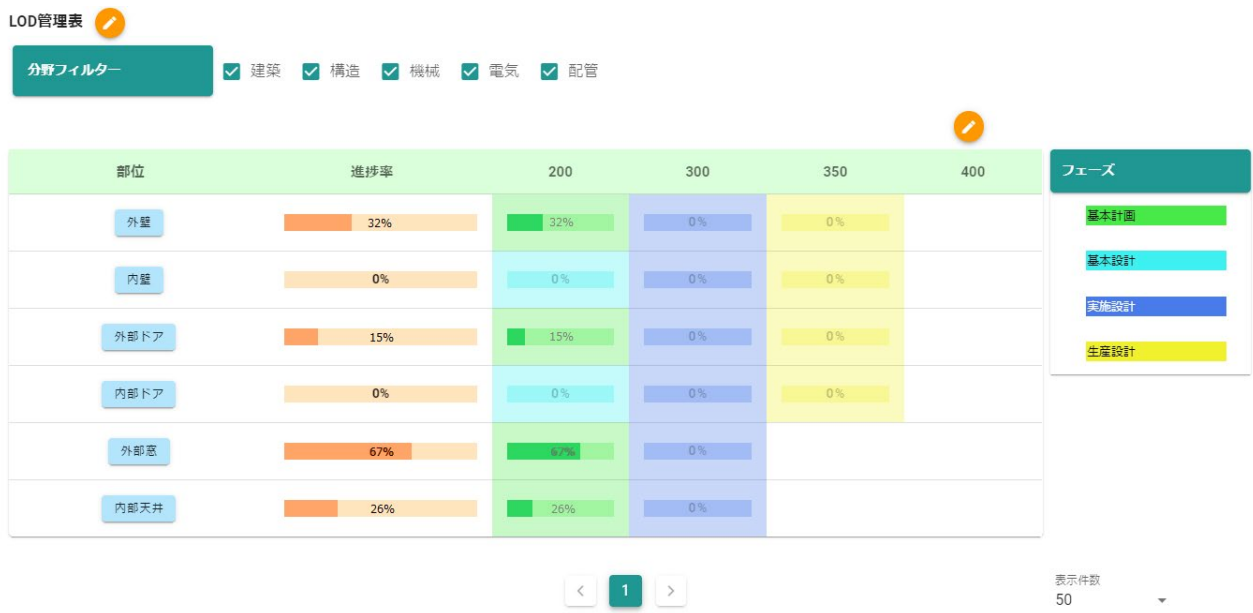 LOD管理表
分野フィルター
建築 構造 機械 電気 配管
部位 進捗率 200 300 350 400
外壁 32% 32% 0% 0%
内壁 0% 0% 0% 0%
外部ドア 15% 15% 0% 0%
内部ドア 0% 0% 0% 0%
外部窓 67% 67% 0%
内部天井 26% 26% 0%
フェーズ
基本計画
基本設計
実施設計
生産設計
< 1 >
表示件数
50